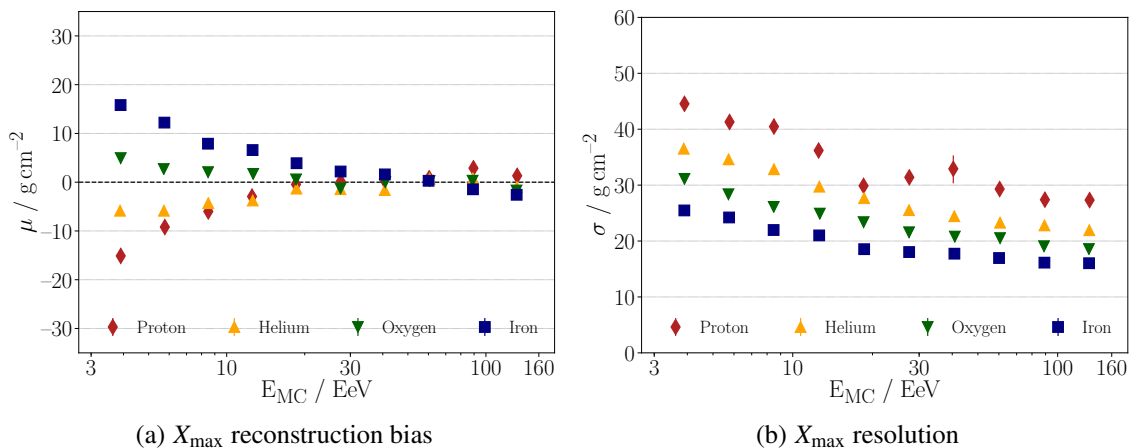 30
20
10
0
−10
−20
−30
μ / g cm⁻²
Proton Helium Oxygen Iron
3 10 30 100 160
E_MC / EeV
(a) X_max reconstruction bias
60
50
40
30
20
10
0
σ / g cm⁻²
Proton Helium Oxygen Iron
3 10 30 100 160
E_MC / EeV
(b) X_max resolution